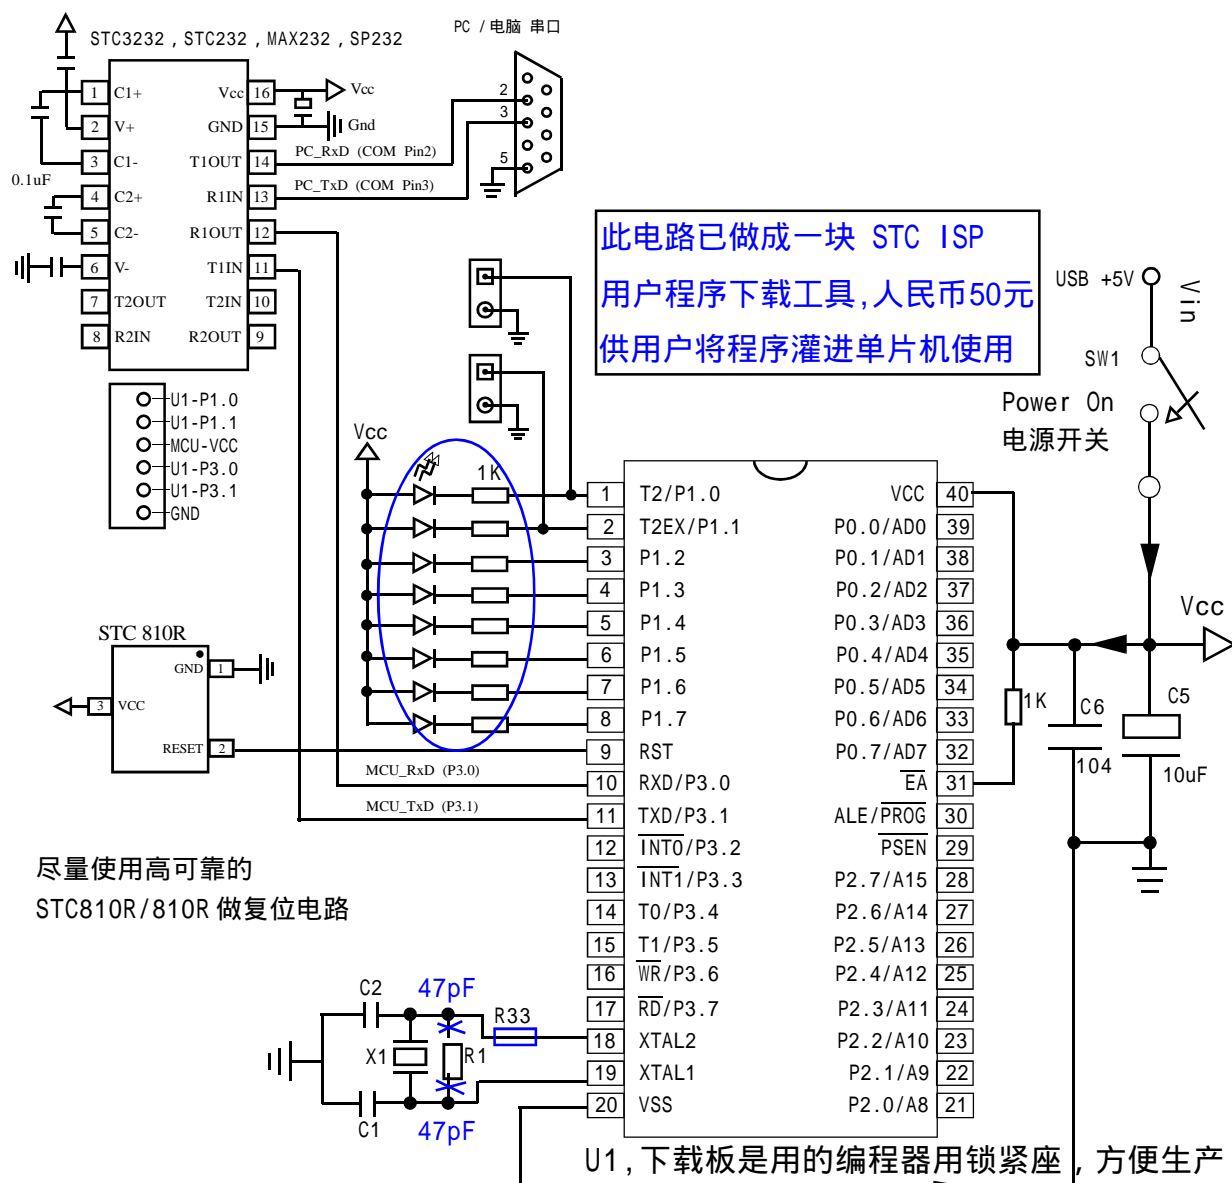 STC3232 , STC232 , MAX232 , SP232
PC / 电脑 串口
1 C1+ Vcc 16 Vcc
2 V+ GND 15 Gnd
3 C1- T1OUT 14 PC_RxD (COM Pin2)
0.1uF
4 C2+ R1IN 13 PC_TxD (COM Pin3)
5 C2- R1OUT 12
6 V- T1IN 11
7 T2OUT T2IN 10
8 R2IN R2OUT 9
2
3
5
此电路已做成一块 STC ISP
用户程序下载工具,人民币50元
供用户将程序灌进单片机使用
USB +5V
Vin
SW1
Power On
电源开关
U1-P1.0
U1-P1.1
MCU-VCC
U1-P3.0
U1-P3.1
GND
Vcc
1K
1 T2/P1.0 VCC 40
2 T2EX/P1.1 P0.0/AD0 39
3 P1.2 P0.1/AD1 38
4 P1.3 P0.2/AD2 37
5 P1.4 P0.3/AD3 36
6 P1.5 P0.4/AD4 35
7 P1.6 P0.5/AD5 34
8 P1.7 P0.6/AD6 33
9 RST P0.7/AD7 32
10 RXD/P3.0 EA 31
11 TXD/P3.1 ALE/PROG 30
12 INT0/P3.2 PSEN 29
13 INT1/P3.3 P2.7/A15 28
14 T0/P3.4 P2.6/A14 27
15 T1/P3.5 P2.5/A13 26
16 WR/P3.6 P2.4/A12 25
17 RD/P3.7 P2.3/A11 24
18 XTAL2 P2.2/A10 23
19 XTAL1 P2.1/A9 22
20 VSS P2.0/A8 21
Vcc
1K
C6
104
C5
10uF
STC 810R
GND 1
3 VCC
RESET 2
MCU_RxD (P3.0)
MCU_TxD (P3.1)
尽量使用高可靠的
STC810R/810R 做复位电路
C2
47pF
R33
X1
R1
C1
47pF
U1,下载板是用的编程器用锁紧座,方便生产